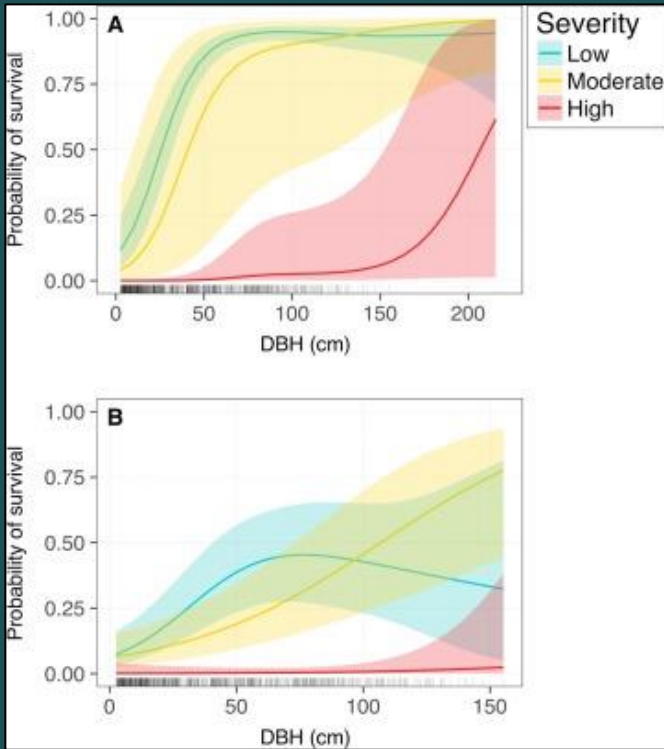 Severity
Low
Moderate
High
A
Probability of survival
1.00
0.75
0.50
0.25
0.00
0 50 100 150 200
DBH (cm)
B
Probability of survival
1.00
0.75
0.50
0.25
0.00
0 50 100 150
DBH (cm)